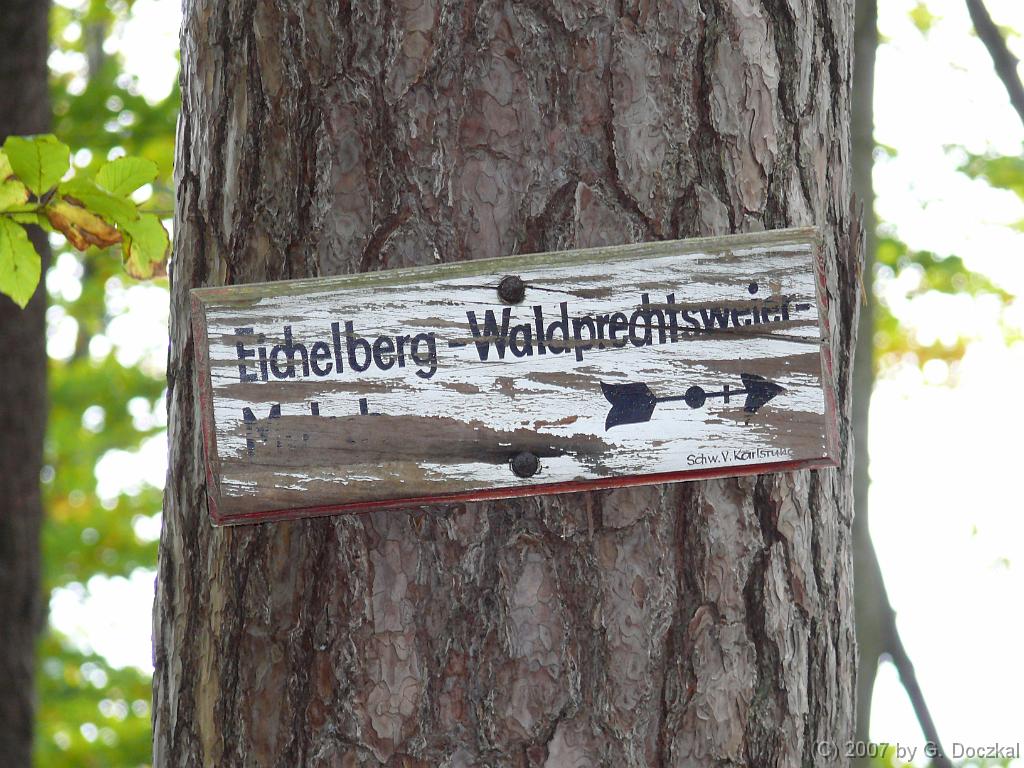 Eichelberg - Waldprechtsweier-
Schw. V. Karlsruhe
(C) 2007 by G. Doczkal